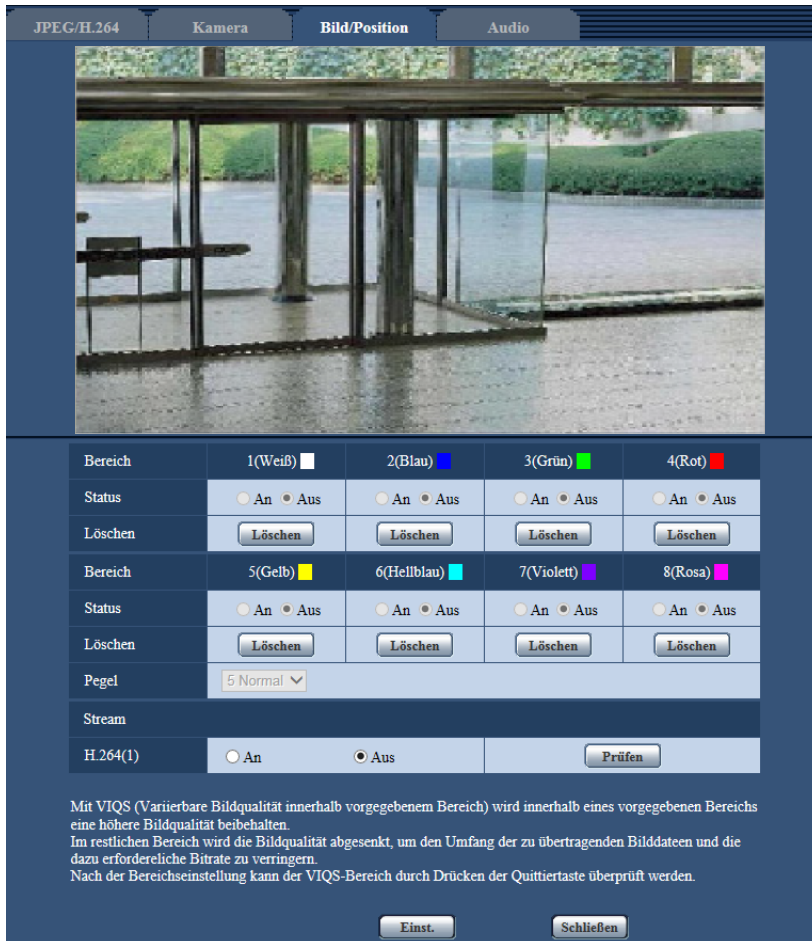 JPEG/H.264 Kamera Bild/Position Audio
Bereich 1(Weiß) 2(Blau) 3(Grün) 4(Rot)
Status An Aus An Aus An Aus An Aus
Löschen Löschen Löschen Löschen Löschen
Bereich 5(Gelb) 6(Hellblau) 7(Violett) 8(Rosa)
Status An Aus An Aus An Aus An Aus
Löschen Löschen Löschen Löschen Löschen
Pegel 5 Normal
Stream
H.264(1) An Aus Prüfen
Mit VIQS (Variierbare Bildqualität innerhalb vorgegebenem Bereich) wird innerhalb eines vorgegebenen Bereichs
eine höhere Bildqualität beibehalten.
Im restlichen Bereich wird die Bildqualität abgesenkt, um den Umfang der zu übertragenden Bilddateen und die
dazu erfordereliche Bitrate zu verringern.
Nach der Bereichseinstellung kann der VIQS-Bereich durch Drücken der Quittiertaste überprüft werden.
Einst. Schließen